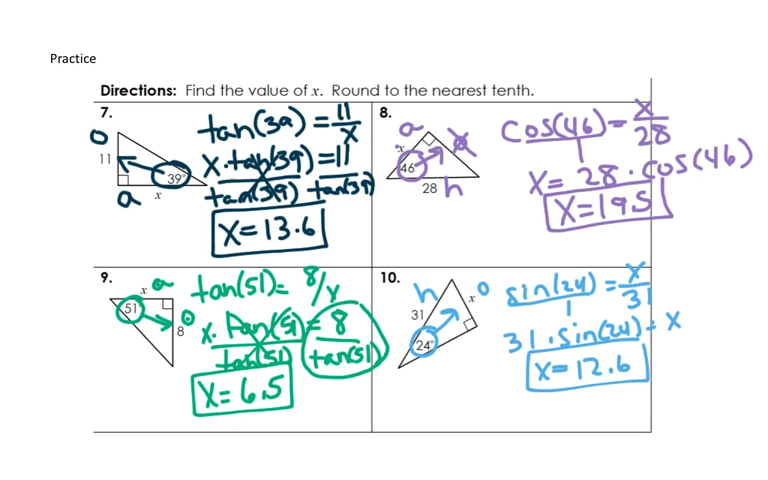 Practice
Directions: Find the value of x. Round to the nearest tenth.
7.
o
11
39°
a
x
tan(39) = 11/x
x·tan(39) = 11
tan(39) tan(39)
x = 13.6
8.
a
x
o
46°
28
h
cos(46) = x/28
1
x = 28 · cos(46)
x = 19.5
9.
x
a
51
o
8
tan(51) = 8/x
x· tan(51) = 8
tan(51) tan(51)
x = 6.5
10.
h
o
31
x
24°
sin(24) = x/31
1
31 · sin(24) = x
x = 12.6